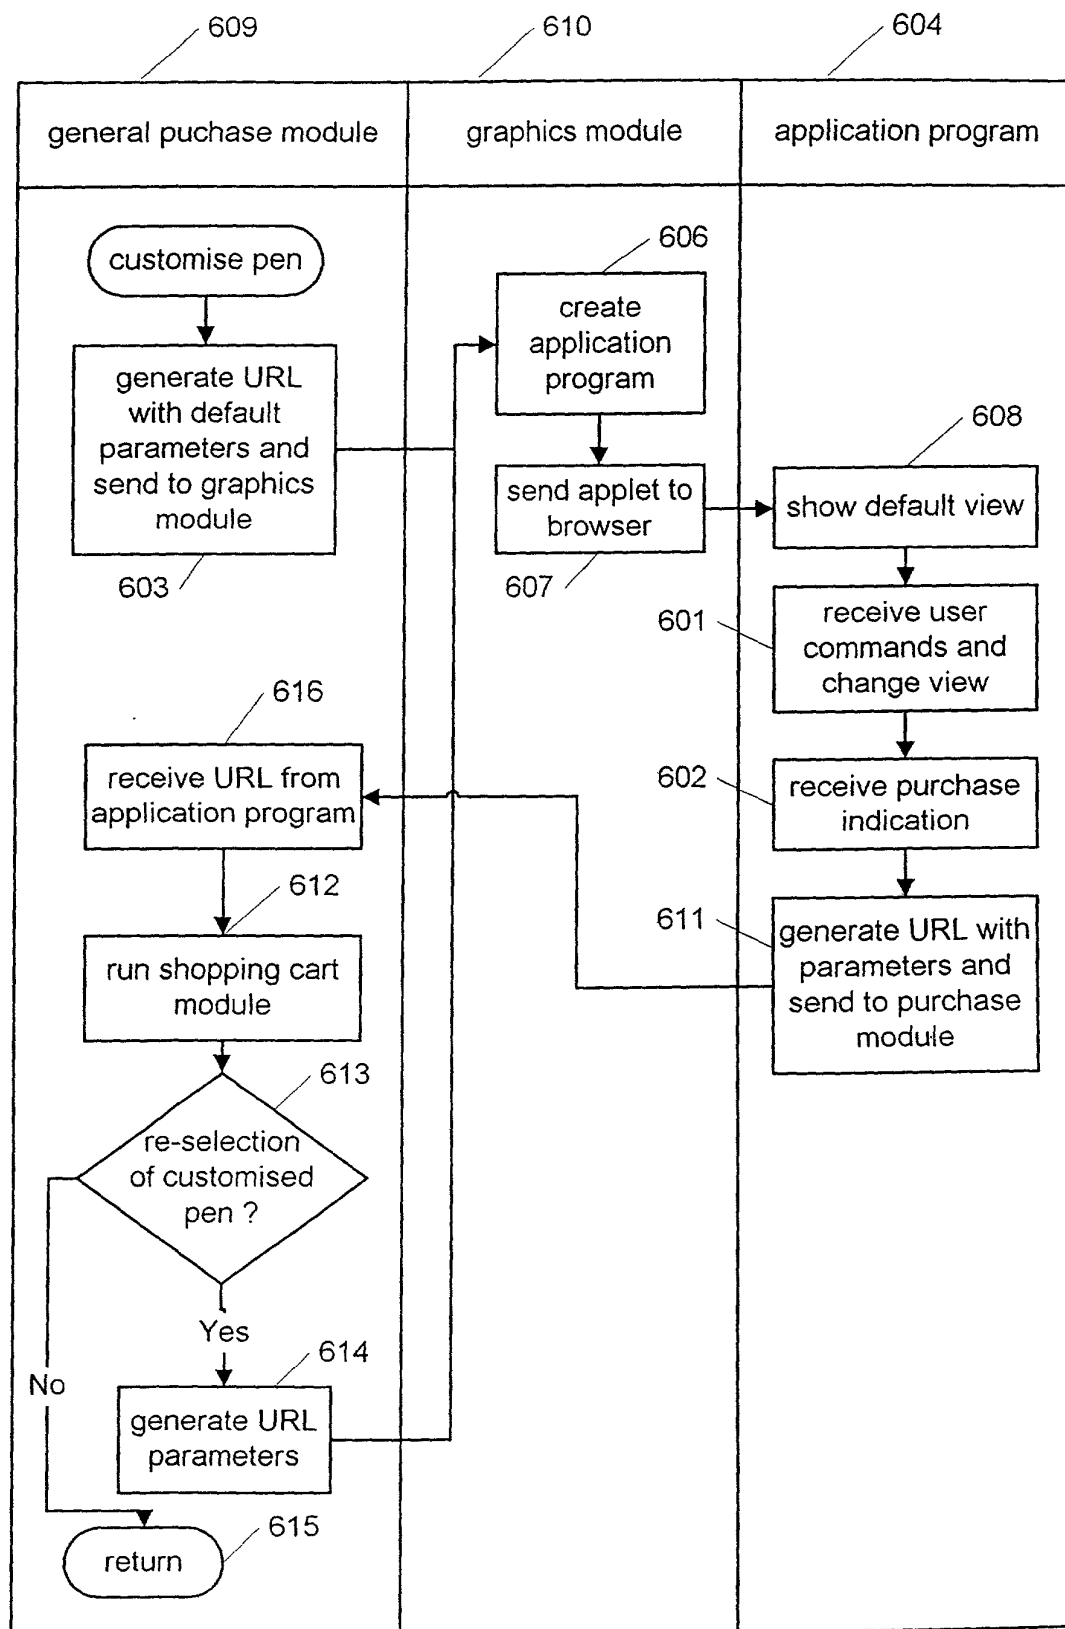 609
610
604
general puchase module
graphics module
application program
customise pen
606
create
application
program
generate URL
with default
parameters and
send to graphics
module
603
608
send applet to
browser
607
show default view
601
receive user
commands and
change view
616
receive URL from
application program
602
receive purchase
indication
612
run shopping cart
module
611
generate URL with
parameters and
send to purchase
module
613
re-selection
of customised
pen ?
Yes
No
614
generate URL
parameters
615
return